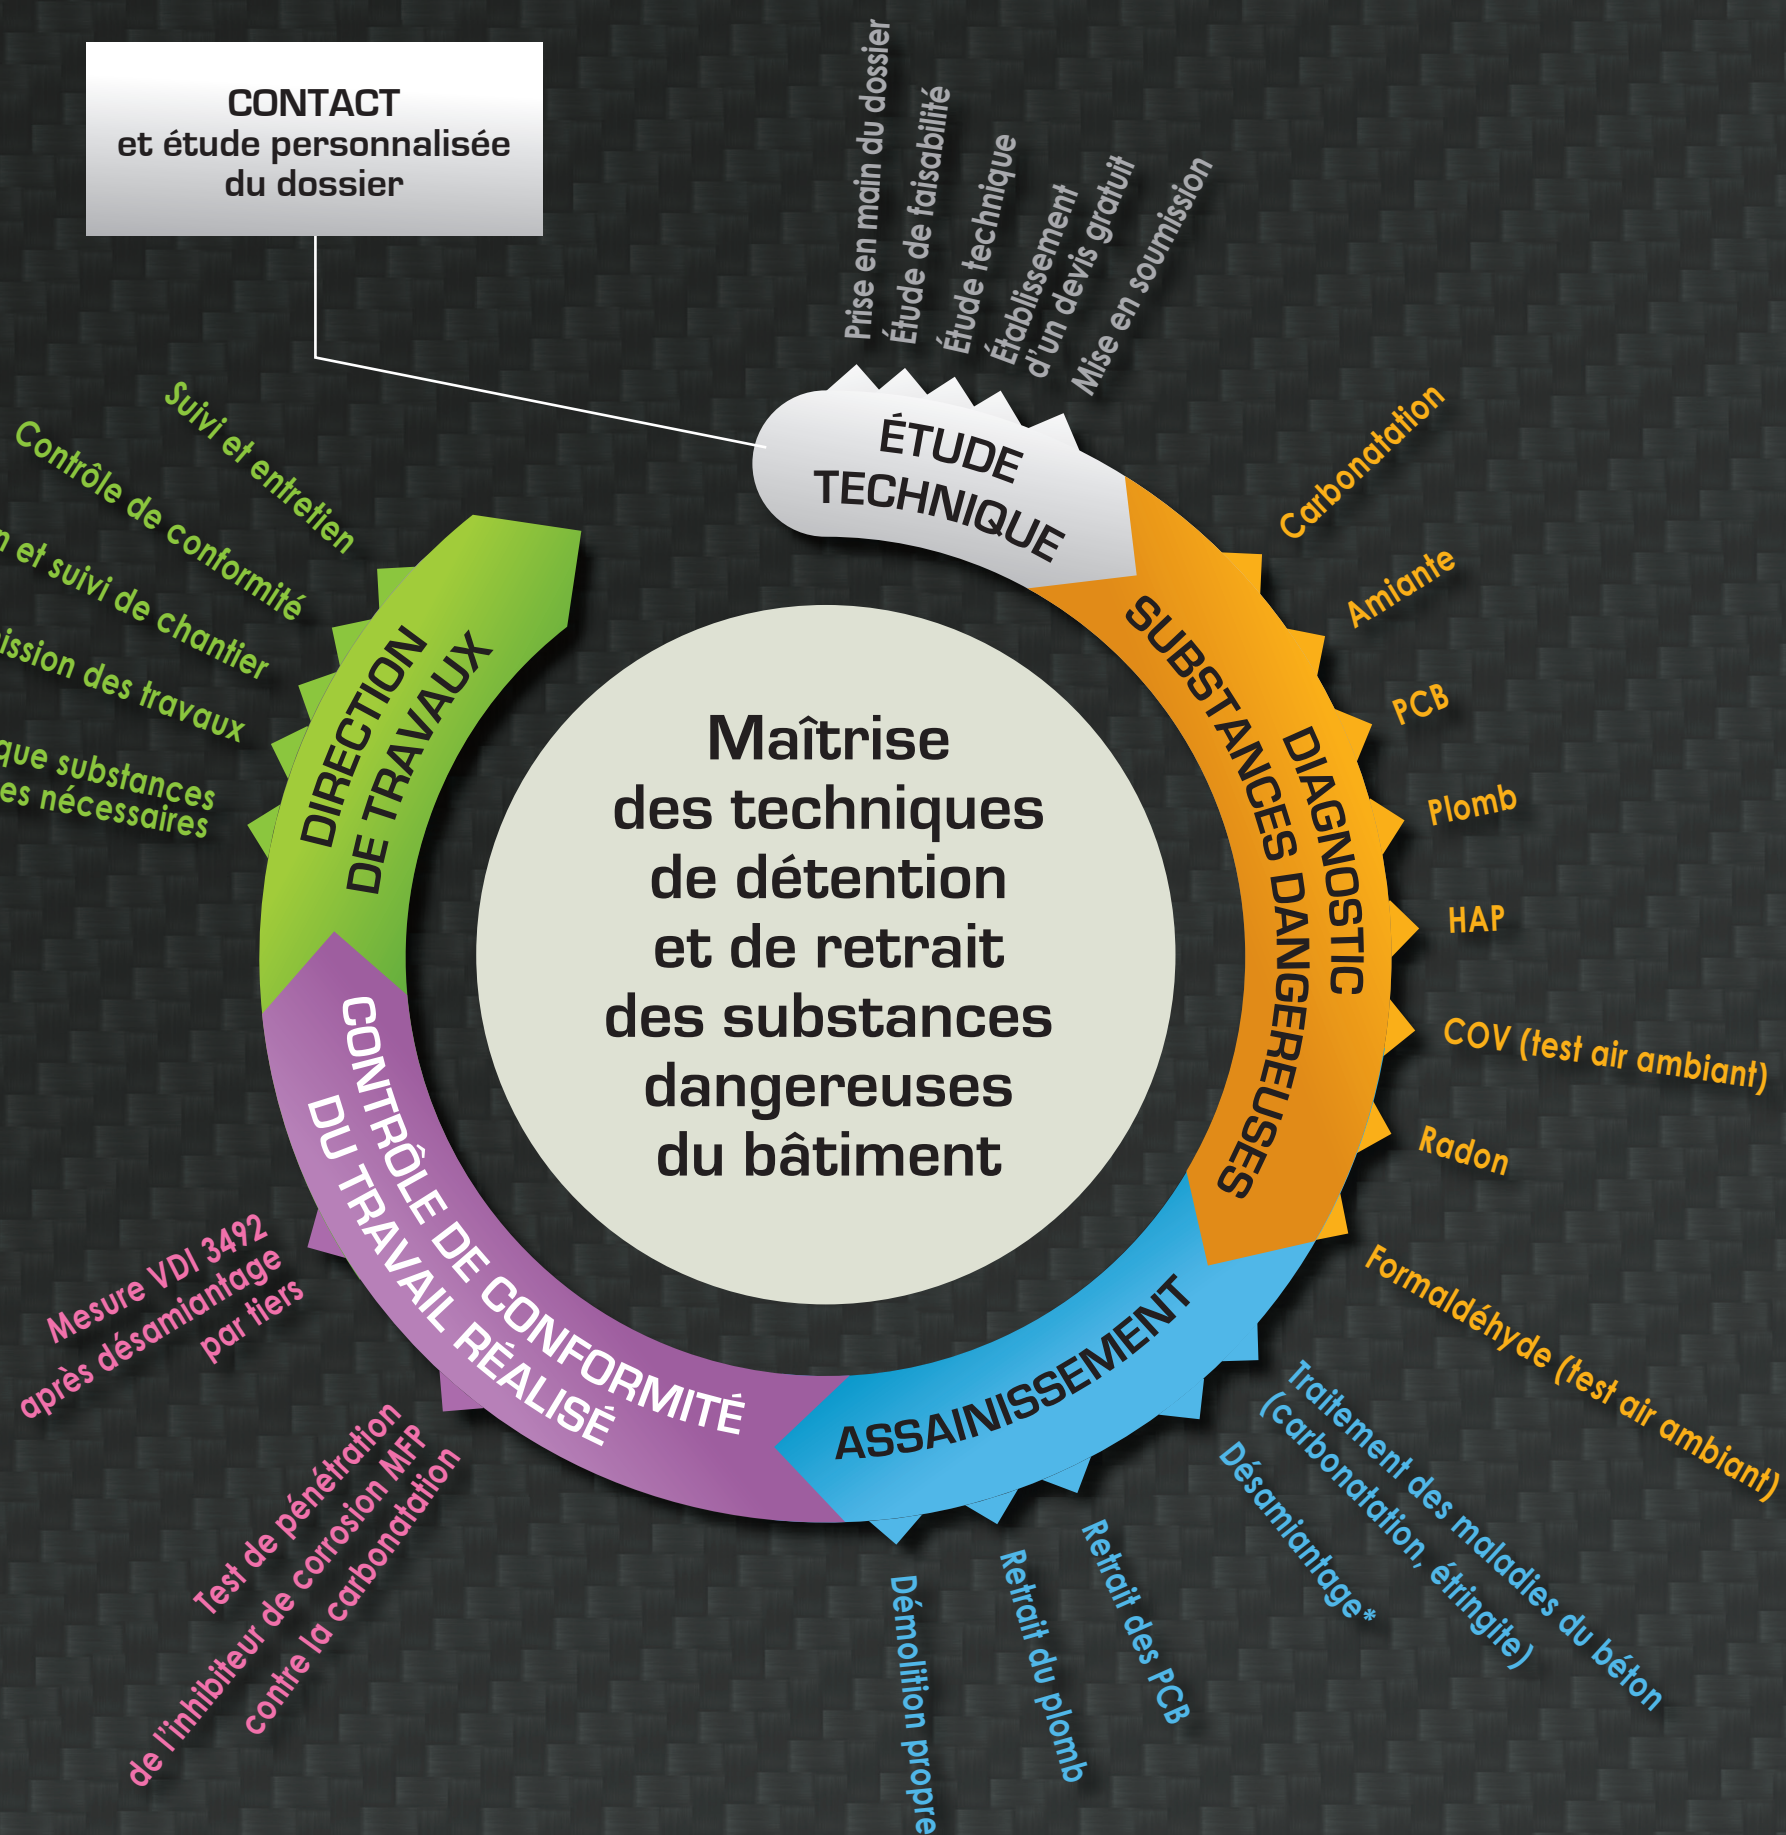 CONTACT
et étude personnalisée
du dossier
Prise en main du dossier
Étude de faisabilité
Étude technique
Établissement
d'un devis gratuit
Mise en soumission
ÉTUDE
TECHNIQUE
Carbonatation
Amiante
PCB
Plomb
HAP
COV (test air ambiant)
Radon
Formaldéhyde (test air ambiant)
DIAGNOSTIC
SUBSTANCES DANGEREUSES
Traitement des maladies du béton
(carbonatation, étringite)
Désamiantage*
Retrait des PCB
Retrait du plomb
Démolition propre
ASSAINISSEMENT
CONTRÔLE DE CONFORMITÉ
DU TRAVAIL RÉALISÉ
Test de pénétration
de l'inhibiteur de corrosion MFP
contre la carbonatation
Mesure VDI 3492
après désamiantage
par tiers
DIRECTION
DE TRAVAUX
substances
nécessaires
des travaux
et suivi de chantier
Contrôle de conformité
Suivi et entretien
Maîtrise
des techniques
de détention
et de retrait
des substances
dangereuses
du bâtiment